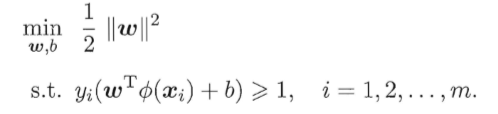 min_{w,b} 1/2 ‖w‖²
s.t. y_i(w^T ϕ(x_i) + b) ⩾ 1, i = 1, 2, . . . , m.